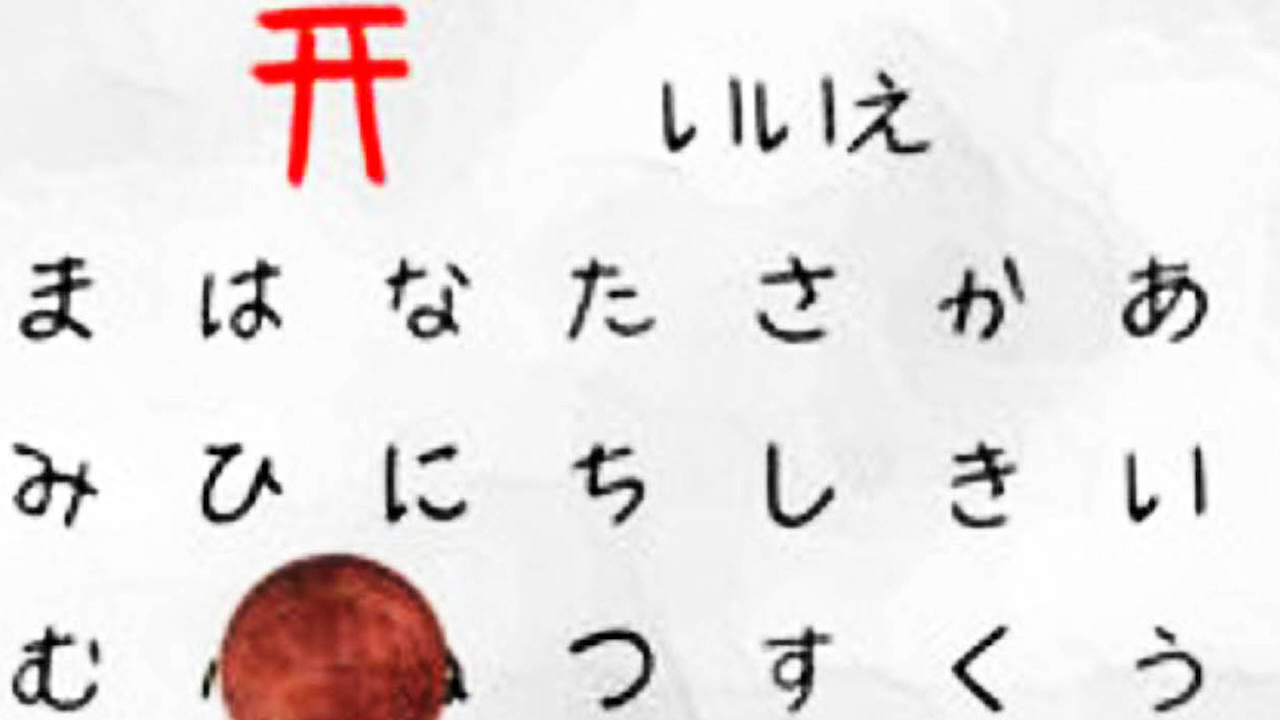 いいえ
まはなたさかあ
みひにちしきい
むつすくう